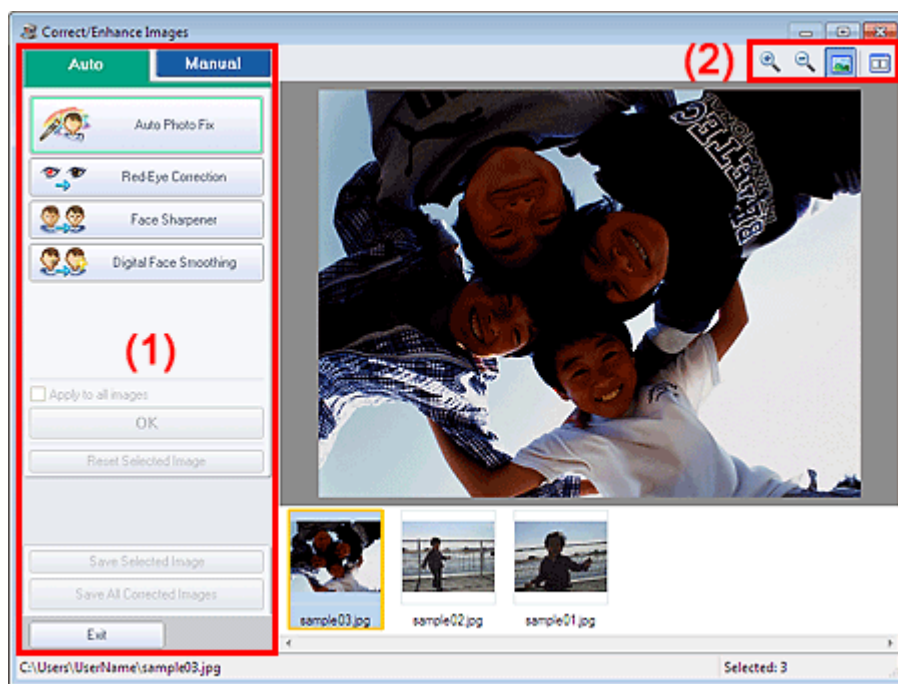 Correct/Enhance Images
Auto Manual
(2)
Auto Photo Fix
Red-Eye Correction
Face Sharpener
Digital Face Smoothing
(1)
Apply to all images
OK
Reset Selected Image
Save Selected Image
Save All Corrected Images
Exit
sample03.jpg sample02.jpg sample01.jpg
C:\Users\UserName\sample03.jpg Selected: 3